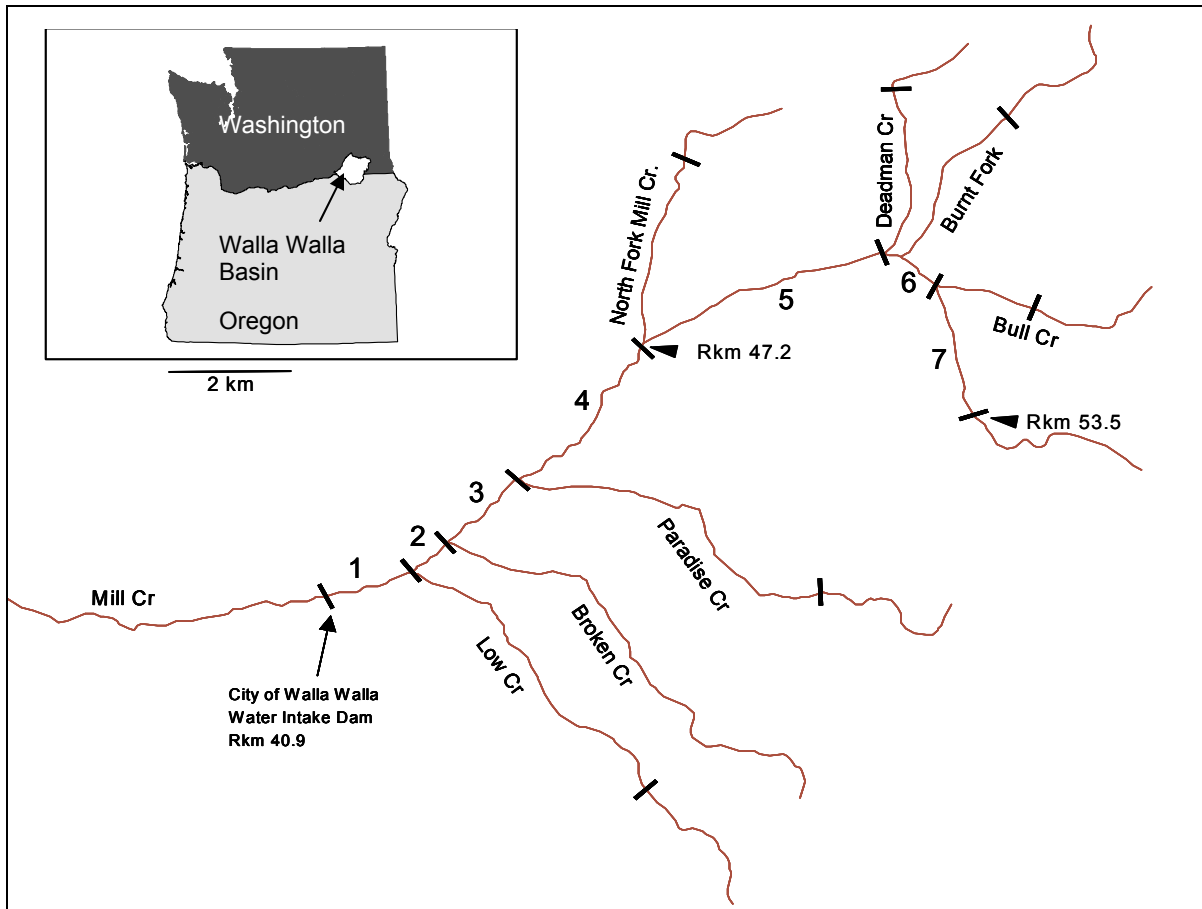 Washington
Walla Walla
Basin
Oregon
2 km
North Fork Mill Cr.
Deadman Cr
Burnt Fork
5
6
Bull Cr
Rkm 47.2
7
4
Rkm 53.5
3
Paradise Cr
2
1
Mill Cr
Broken Cr
Low Cr
City of Walla Walla
Water Intake Dam
Rkm 40.9